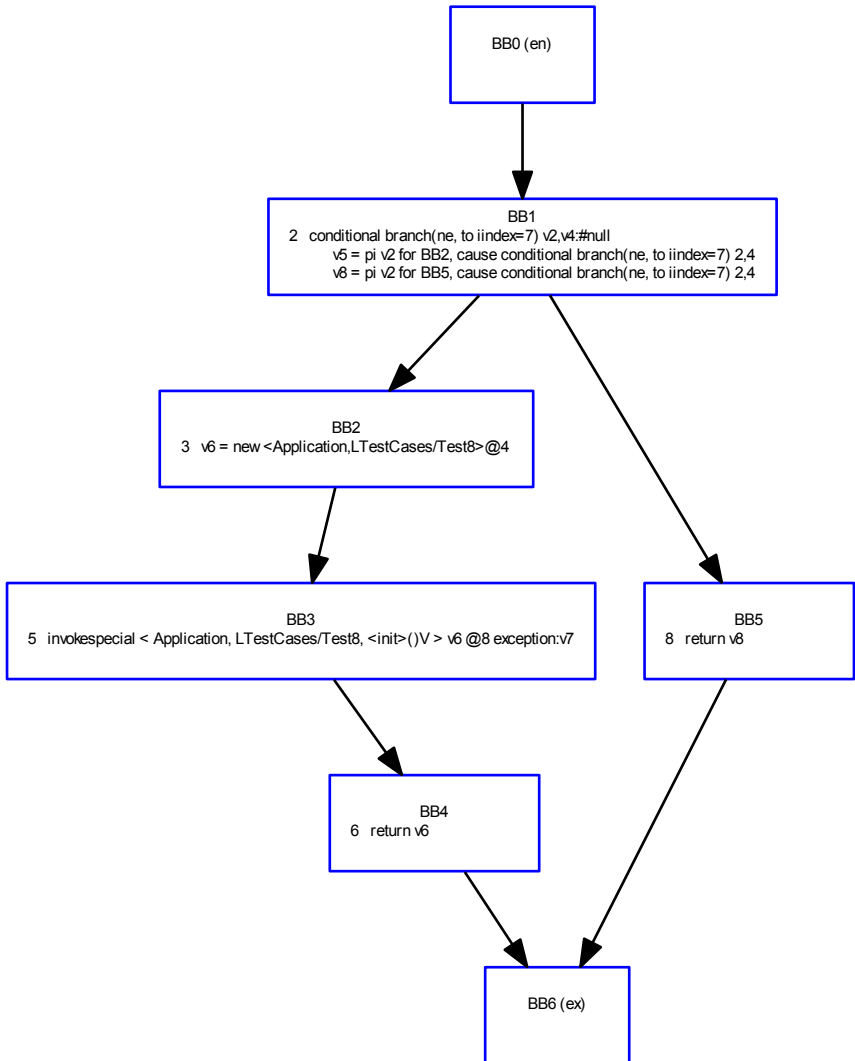 BB0 (en)
BB1
2 conditional branch(ne, to iindex=7) v2,v4:#null
v5 = pi v2 for BB2, cause conditional branch(ne, to iindex=7) 2,4
v8 = pi v2 for BB5, cause conditional branch(ne, to iindex=7) 2,4
BB2
3 v6 = new <Application,LTestCases/Test8>@4
BB3
5 invokespecial < Application, LTestCases/Test8, <init>()V > v6 @8 exception:v7
BB5
8 return v8
BB4
6 return v6
BB6 (ex)